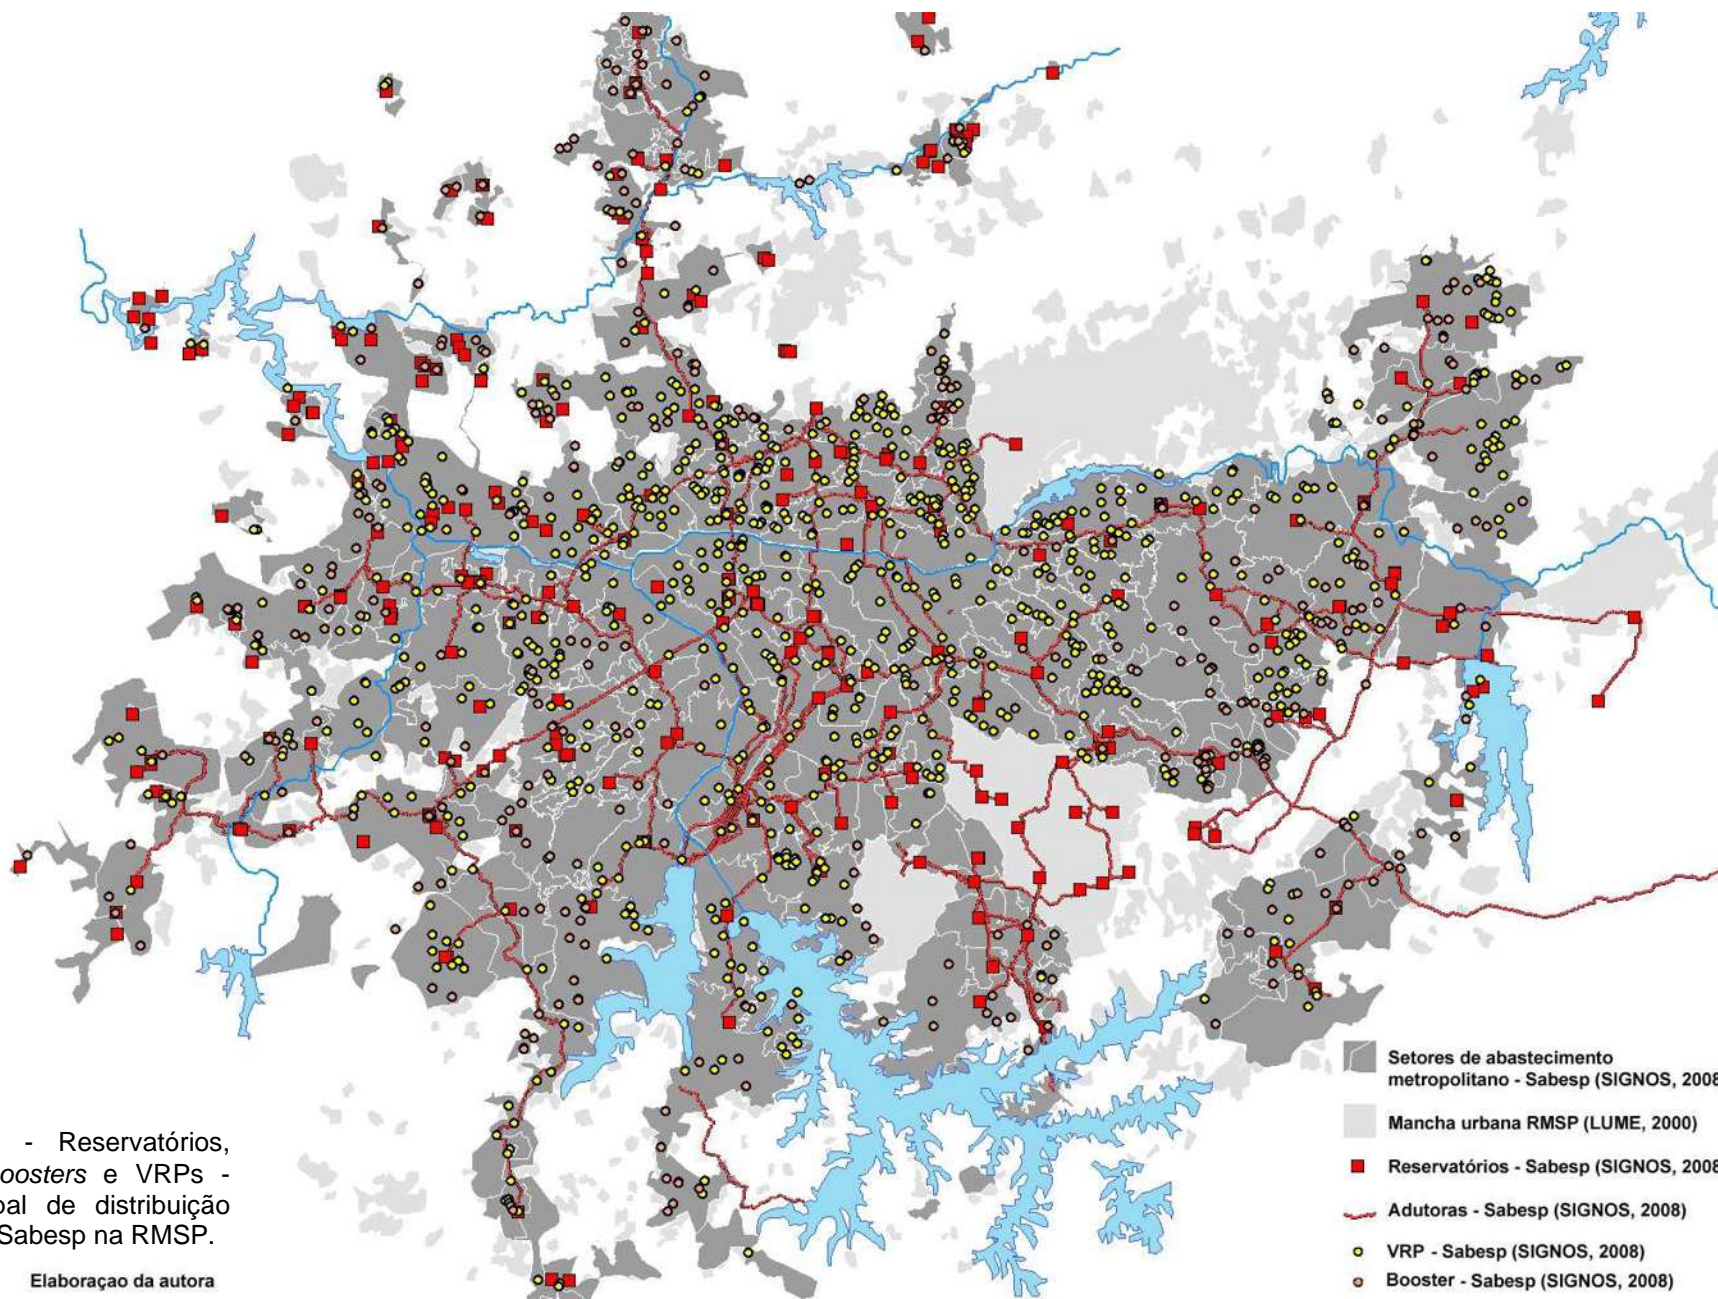 Setores de abastecimento
metropolitano - Sabesp (SIGNOS, 2008
Mancha urbana RMSP (LUME, 2000)
Reservatórios - Sabesp (SIGNOS, 2008
Adutoras - Sabesp (SIGNOS, 2008)
VRP - Sabesp (SIGNOS, 2008)
Booster - Sabesp (SIGNOS, 2008)
- Reservatórios,
oosters e VRPs -
pal de distribuição
Sabesp na RMSP.
Elaboraçao da autora